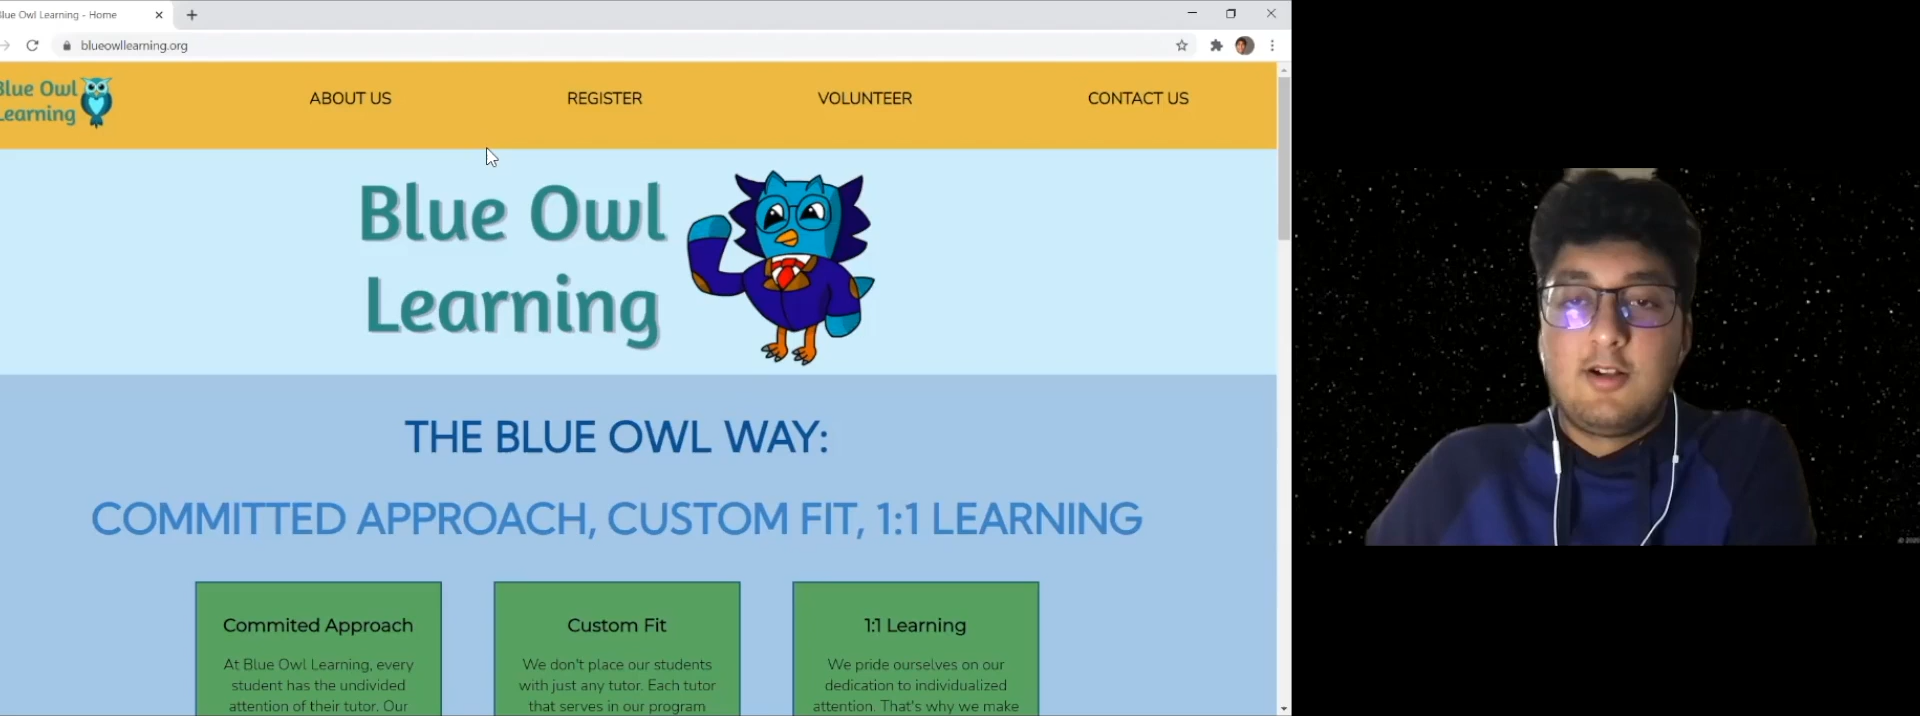 Blue Owl Learning - Home
blueowllearning.org
Blue Owl
Learning
ABOUT US
REGISTER
VOLUNTEER
CONTACT US
Blue Owl
Learning
THE BLUE OWL WAY:
COMMITTED APPROACH, CUSTOM FIT, 1:1 LEARNING
Commited Approach
At Blue Owl Learning, every
student has the undivided
attention of their tutor. Our
Custom Fit
We don't place our students
with just any tutor. Each tutor
that serves in our program
1:1 Learning
We pride ourselves on our
dedication to individualized
attention. That's why we make
© 2020